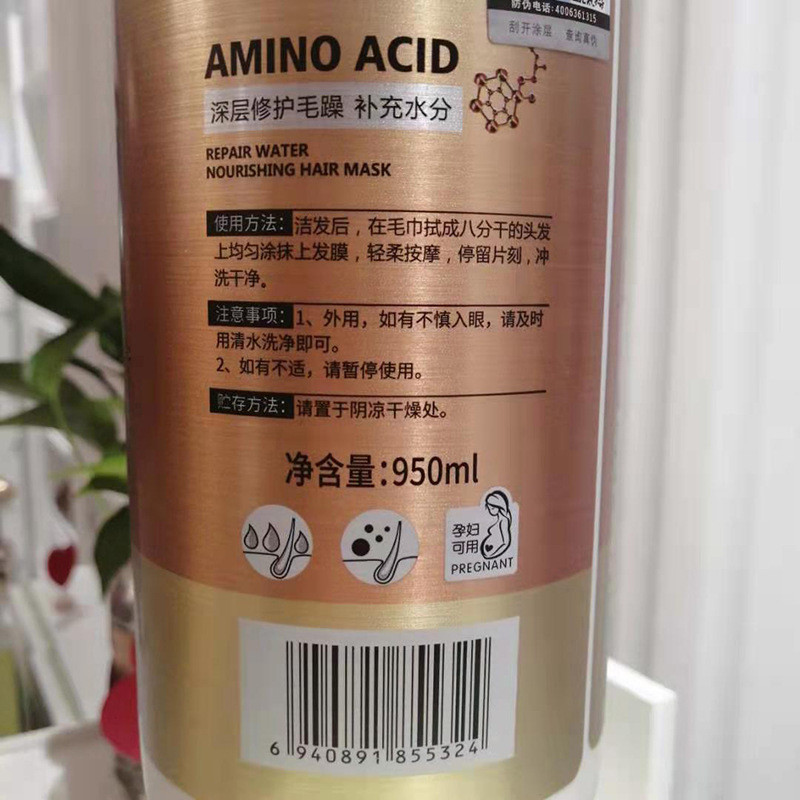 防伪电话:4006361315
刮开涂层 查询真伪
AMINO ACID
深层修护毛躁 补充水分
REPAIR WATER
NOURISHING HAIR MASK
使用方法：洁发后，在毛巾拭成八分干的头发
上均匀涂抹上发膜，轻柔按摩，停留片刻，冲
洗干净。
注意事项：1、外用，如有不慎入眼，请及时
用清水洗净即可。
2、如有不适，请暂停使用。
贮存方法：请置于阴凉干燥处。
净含量:950ml
孕妇
可用
PREGNANT
6 940891 855324